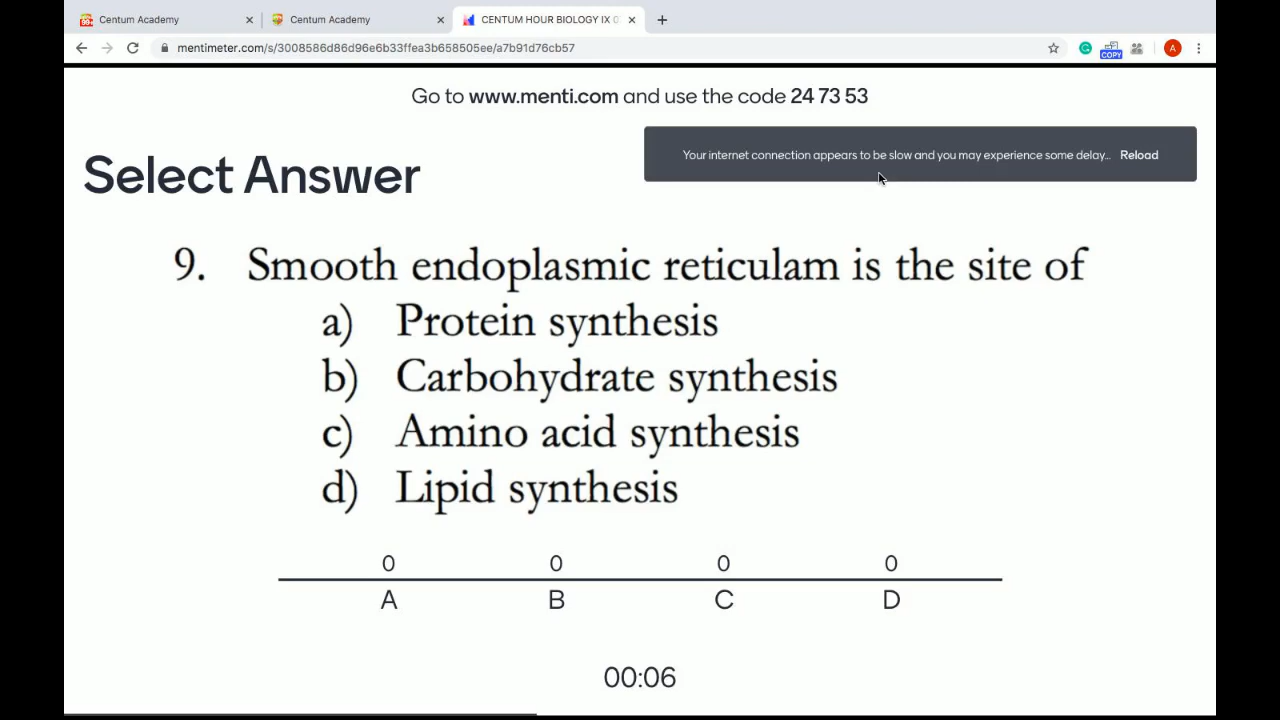 Centum Academy
Centum Academy
CENTUM HOUR BIOLOGY IX
mentimeter.com/s/3008586d86d96e6b33ffea3b658505ee/a7b91d76cb57
COPY
A
Go to www.menti.com and use the code 24 73 53
Your internet connection appears to be slow and you may experience some delay... Reload
Select Answer
9. Smooth endoplasmic reticulam is the site of
a) Protein synthesis
b) Carbohydrate synthesis
c) Amino acid synthesis
d) Lipid synthesis
0 0 0 0
A B C D
00:06